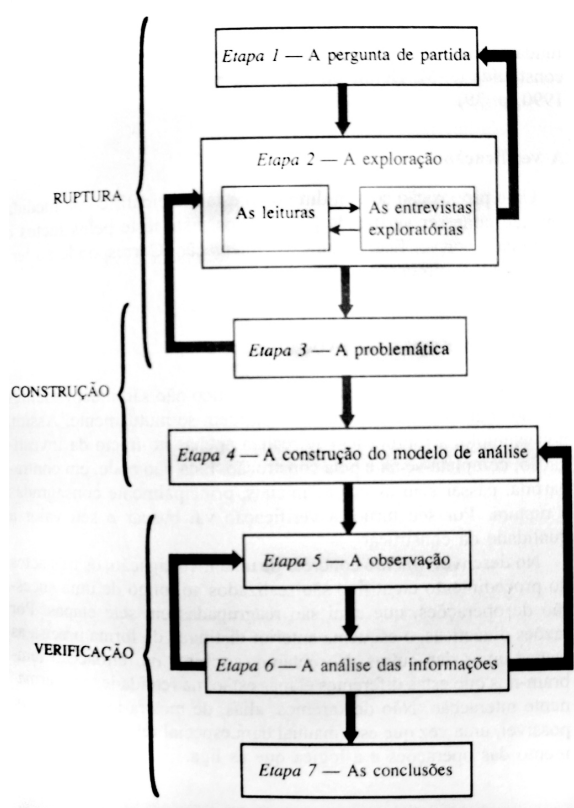 Etapa 1 — A pergunta de partida
Etapa 2 — A exploração
RUPTURA
As leituras
As entrevistas
exploratórias
Etapa 3 — A problemática
CONSTRUÇÃO
Etapa 4 — A construção do modelo de análise
Etapa 5 — A observação
VERIFICAÇÃO
Etapa 6 — A análise das informações
Etapa 7 — As conclusões